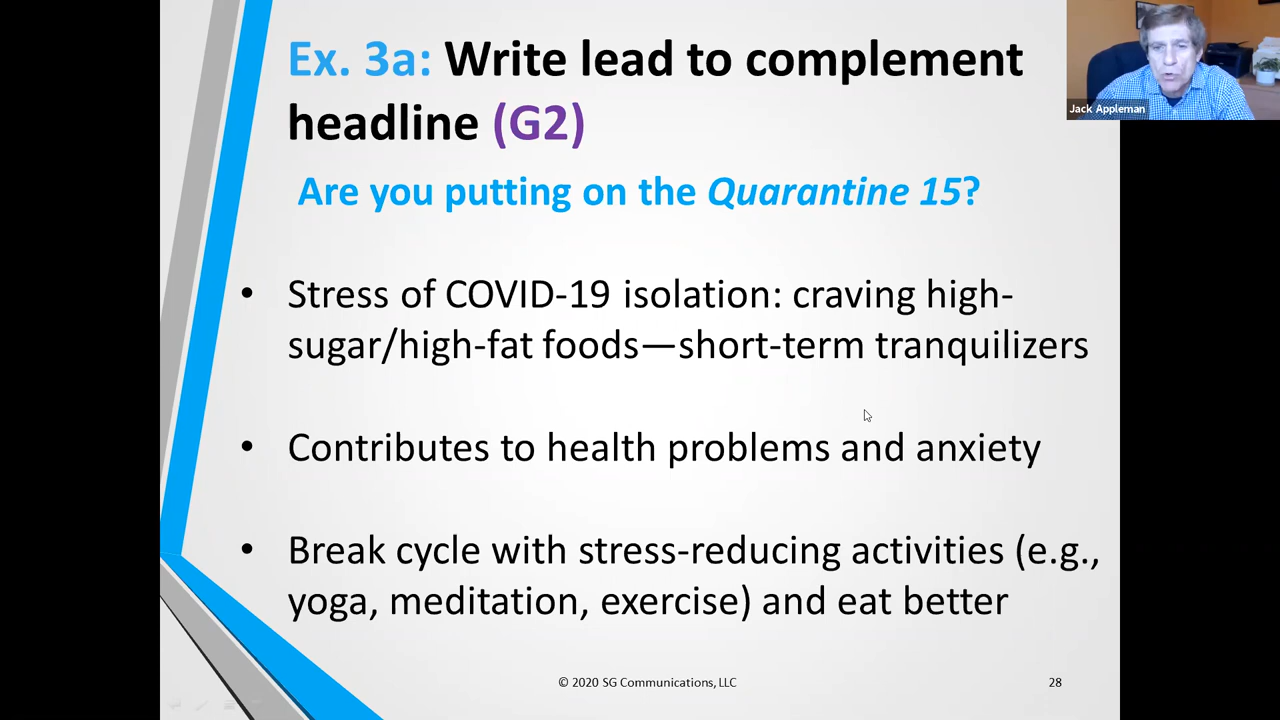 Ex. 3a: Write lead to complement
headline (G2)
Are you putting on the Quarantine 15?
• Stress of COVID-19 isolation: craving high-
sugar/high-fat foods—short-term tranquilizers
• Contributes to health problems and anxiety
• Break cycle with stress-reducing activities (e.g.,
yoga, meditation, exercise) and eat better
© 2020 SG Communications, LLC
28
Jack Appleman